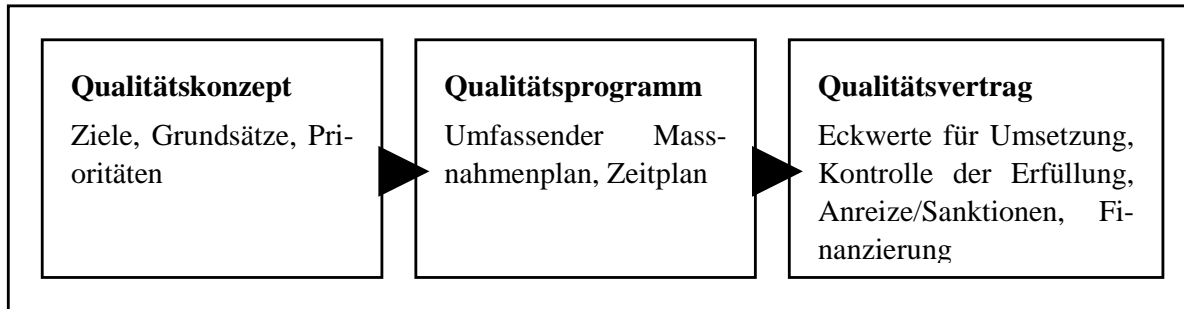 Qualitätskonzept
Ziele, Grundsätze, Pri-
oritäten
Qualitätsprogramm
Umfassender Mass-
nahmenplan, Zeitplan
Qualitätsvertrag
Eckwerte für Umsetzung,
Kontrolle der Erfüllung,
Anreize/Sanktionen, Fi-
nanzierung